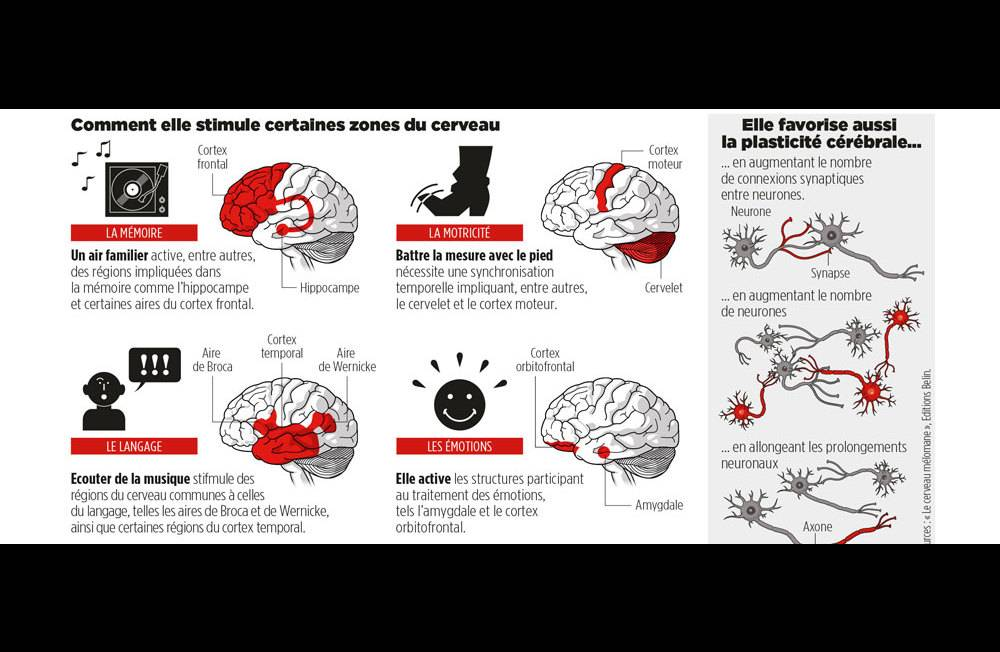 Comment elle stimule certaines zones du cerveau
Cortex
frontal
LA MÉMOIRE
Un air familier active, entre autres,
des régions impliquées dans
la mémoire comme l'hippocampe
et certaines aires du cortex frontal.
Hippocampe
Cortex
moteur
LA MOTRICITÉ
Battre la mesure avec le pied
nécessite une synchronisation
temporelle impliquant, entre autres,
le cervelet et le cortex moteur.
Cervelet
!!!
Aire
de Broca
Cortex
temporal
Aire
de Wernicke
LE LANGAGE
Ecouter de la musique stifmule des
régions du cerveau communes à celles
du langage, telles les aires de Broca et de Wernicke,
ainsi que certaines régions du cortex temporal.
Cortex
orbitofrontal
LES ÉMOTIONS
Elle active les structures participant
au traitement des émotions,
tels l'amygdale et le cortex
orbitofrontal.
Amygdale
Elle favorise aussi
la plasticité cérébrale...
... en augmentant le nombre
de connexions synaptiques
entre neurones.
Neurone
Synapse
... en augmentant le nombre
de neurones
... en allongeant les prolongements
neuronaux
Axone
: « Le cerveau mélomane », Editions Belin.